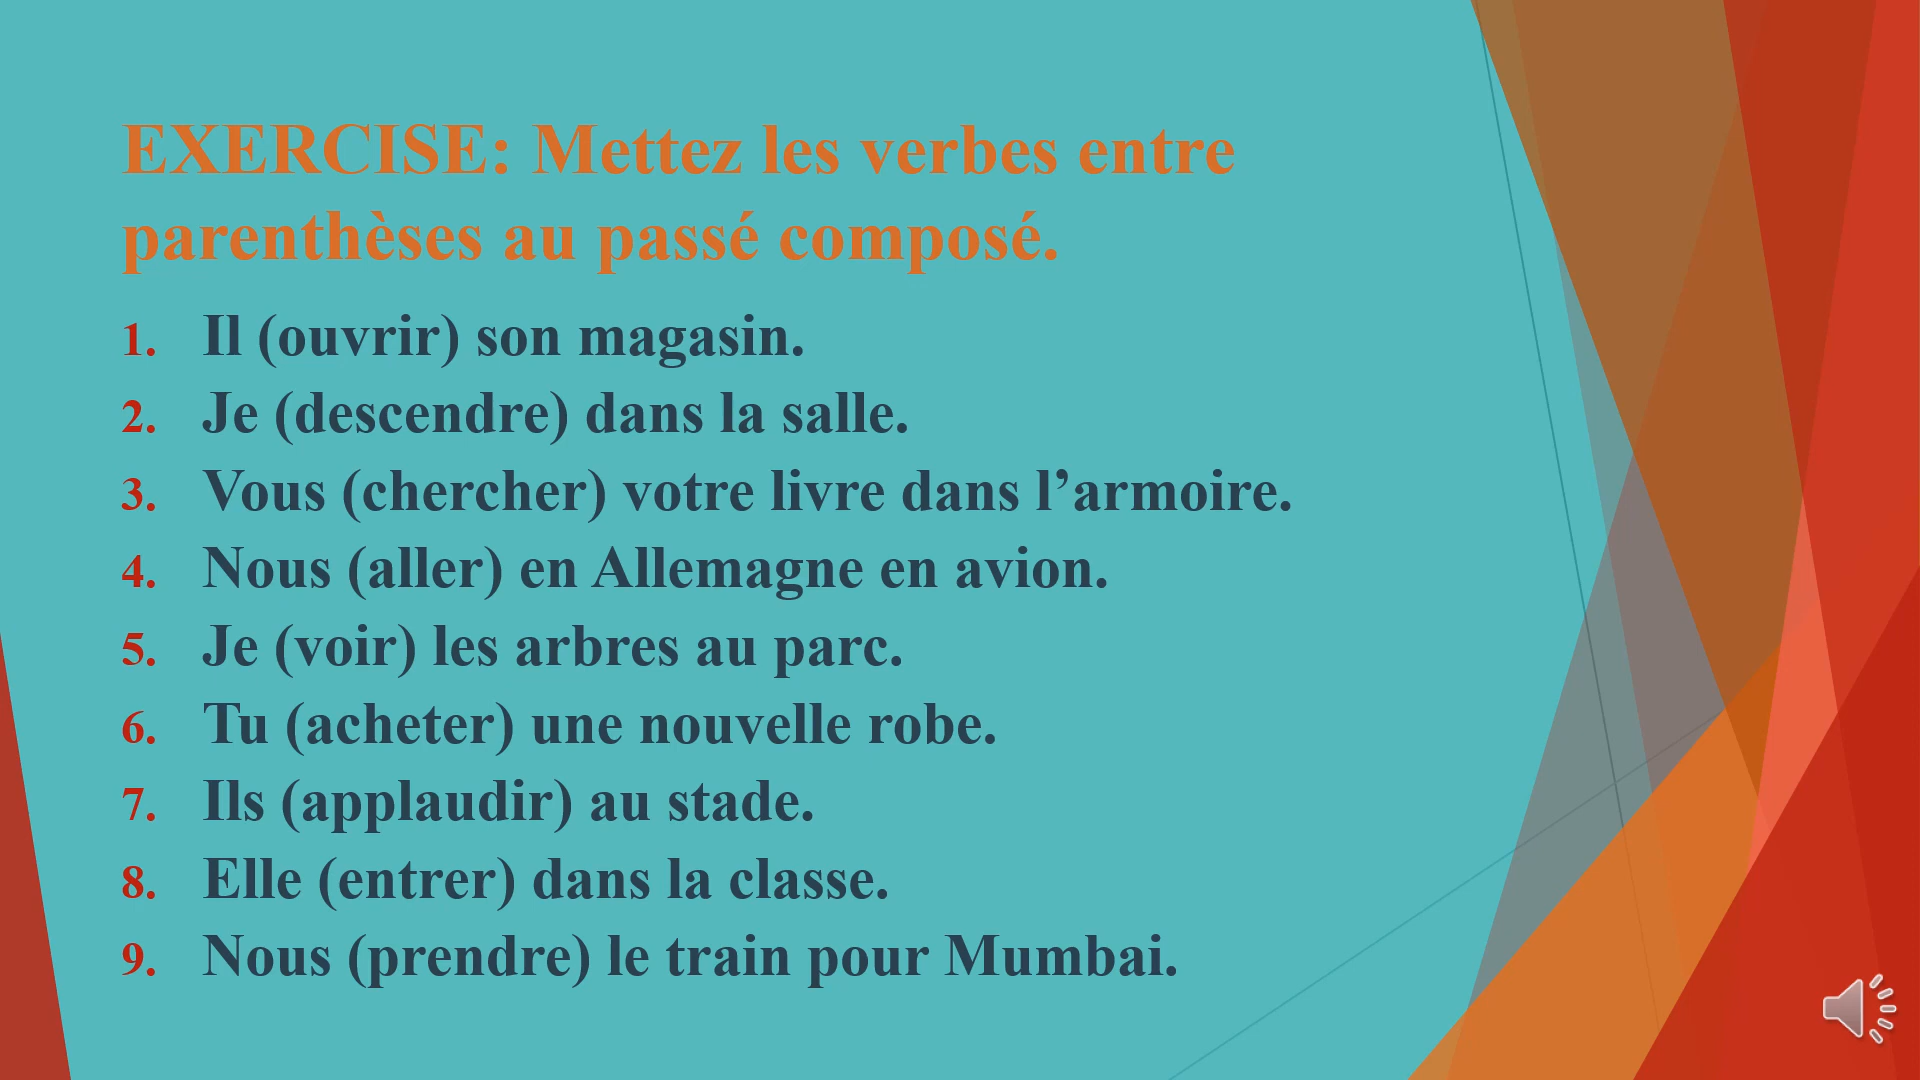 EXERCISE: Mettez les verbes entre
parenthèses au passé composé.
1. Il (ouvrir) son magasin.
2. Je (descendre) dans la salle.
3. Vous (chercher) votre livre dans l’armoire.
4. Nous (aller) en Allemagne en avion.
5. Je (voir) les arbres au parc.
6. Tu (acheter) une nouvelle robe.
7. Ils (applaudir) au stade.
8. Elle (entrer) dans la classe.
9. Nous (prendre) le train pour Mumbai.